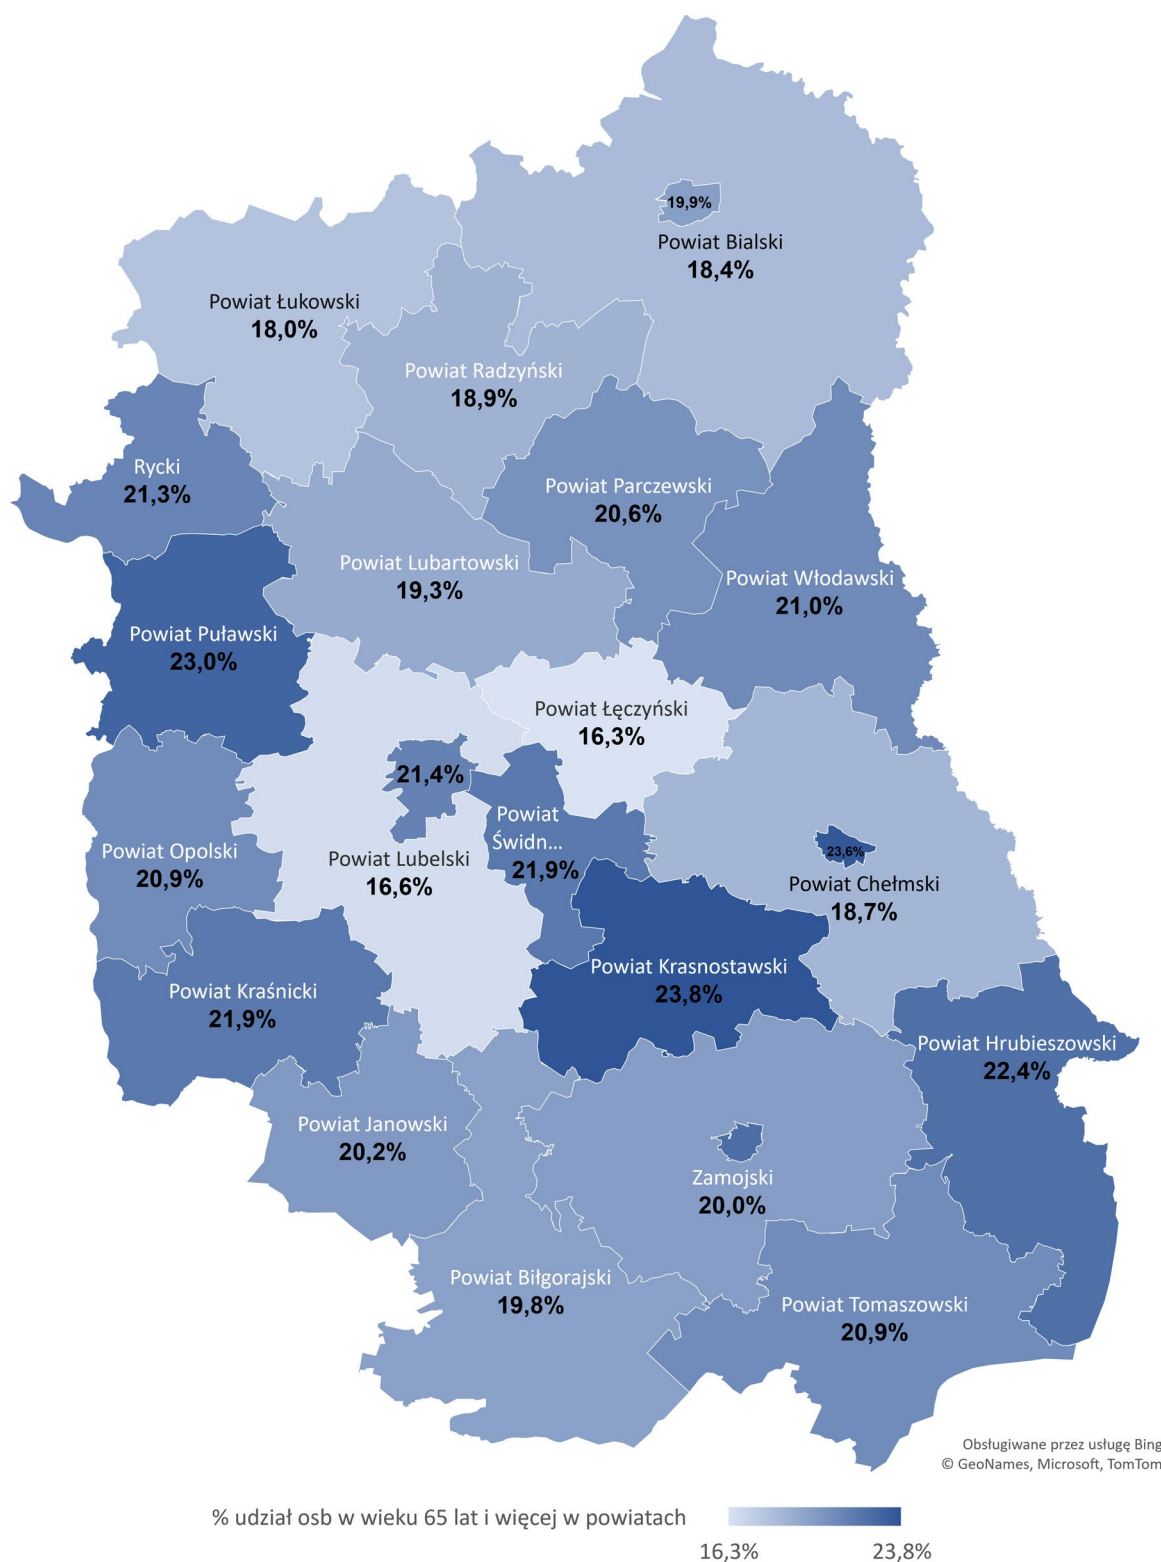 19,9%
Powiat Bialski
18,4%
Powiat Łukowski
18,0%
Powiat Radzyński
18,9%
Rycki
21,3%
Powiat Parczewski
20,6%
Powiat Lubartowski
19,3%
Powiat Włodawski
21,0%
Powiat Puławski
23,0%
Powiat Łęczyński
16,3%
21,4%
Powiat
Świdn...
21,9%
Powiat Opolski
20,9%
Powiat Lubelski
16,6%
23,6%
Powiat Chełmski
18,7%
Powiat Krasnostawski
23,8%
Powiat Kraśnicki
21,9%
Powiat Hrubieszowski
22,4%
Powiat Janowski
20,2%
Zamojski
20,0%
Powiat Biłgorajski
19,8%
Powiat Tomaszowski
20,9%
Obsługiwane przez usługę Bing
© GeoNames, Microsoft, TomTom
% udział osb w wieku 65 lat i więcej w powiatach
16,3%
23,8%